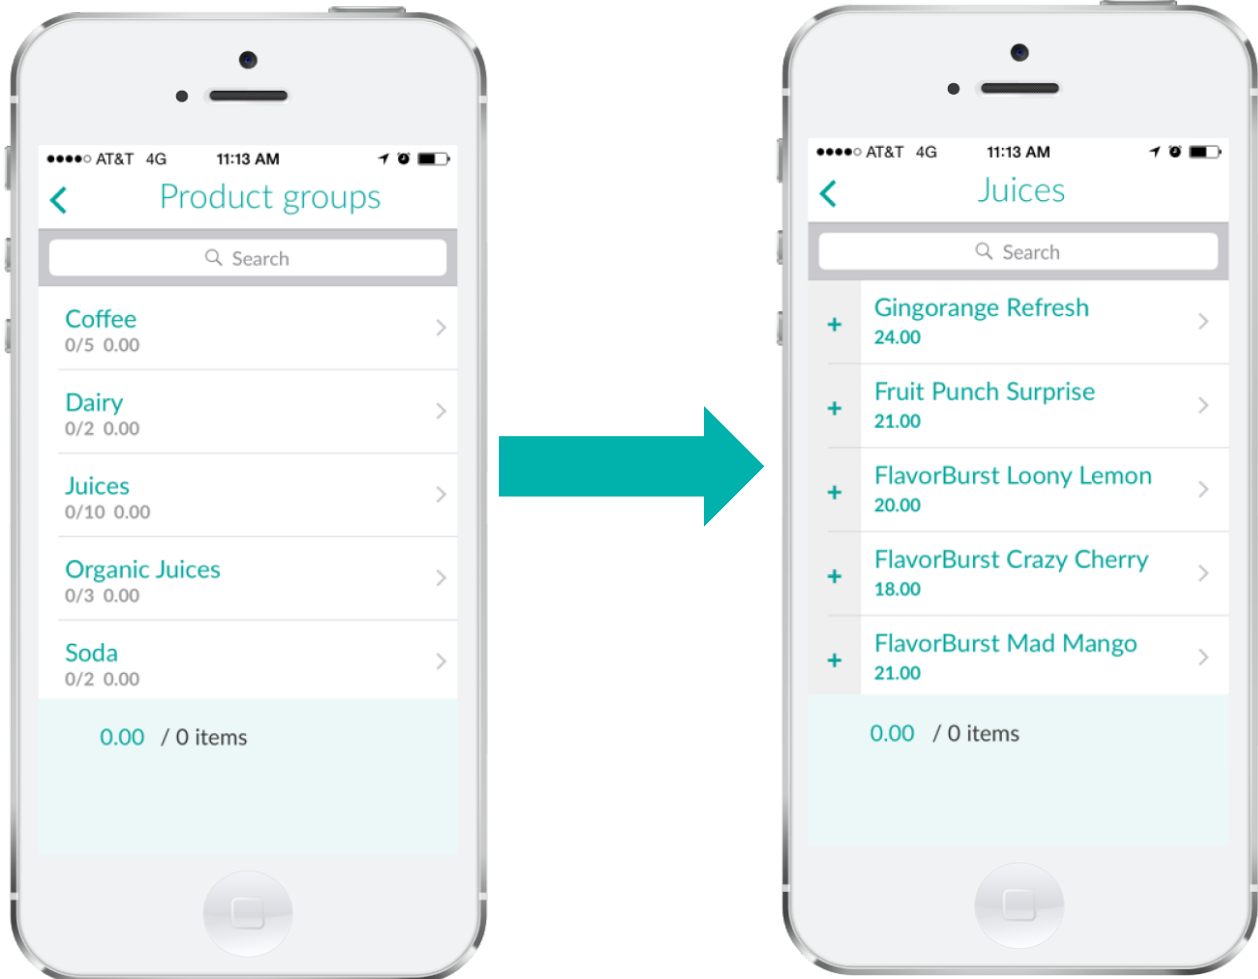 AT&T 4G 11:13 AM
Product groups
Search
Coffee
0/5 0.00
Dairy
0/2 0.00
Juices
0/10 0.00
Organic Juices
0/3 0.00
Soda
0/2 0.00
0.00 / 0 items
AT&T 4G 11:13 AM
Juices
Search
+ Gingorange Refresh
24.00
+ Fruit Punch Surprise
21.00
+ FlavorBurst Loony Lemon
20.00
+ FlavorBurst Crazy Cherry
18.00
+ FlavorBurst Mad Mango
21.00
0.00 / 0 items